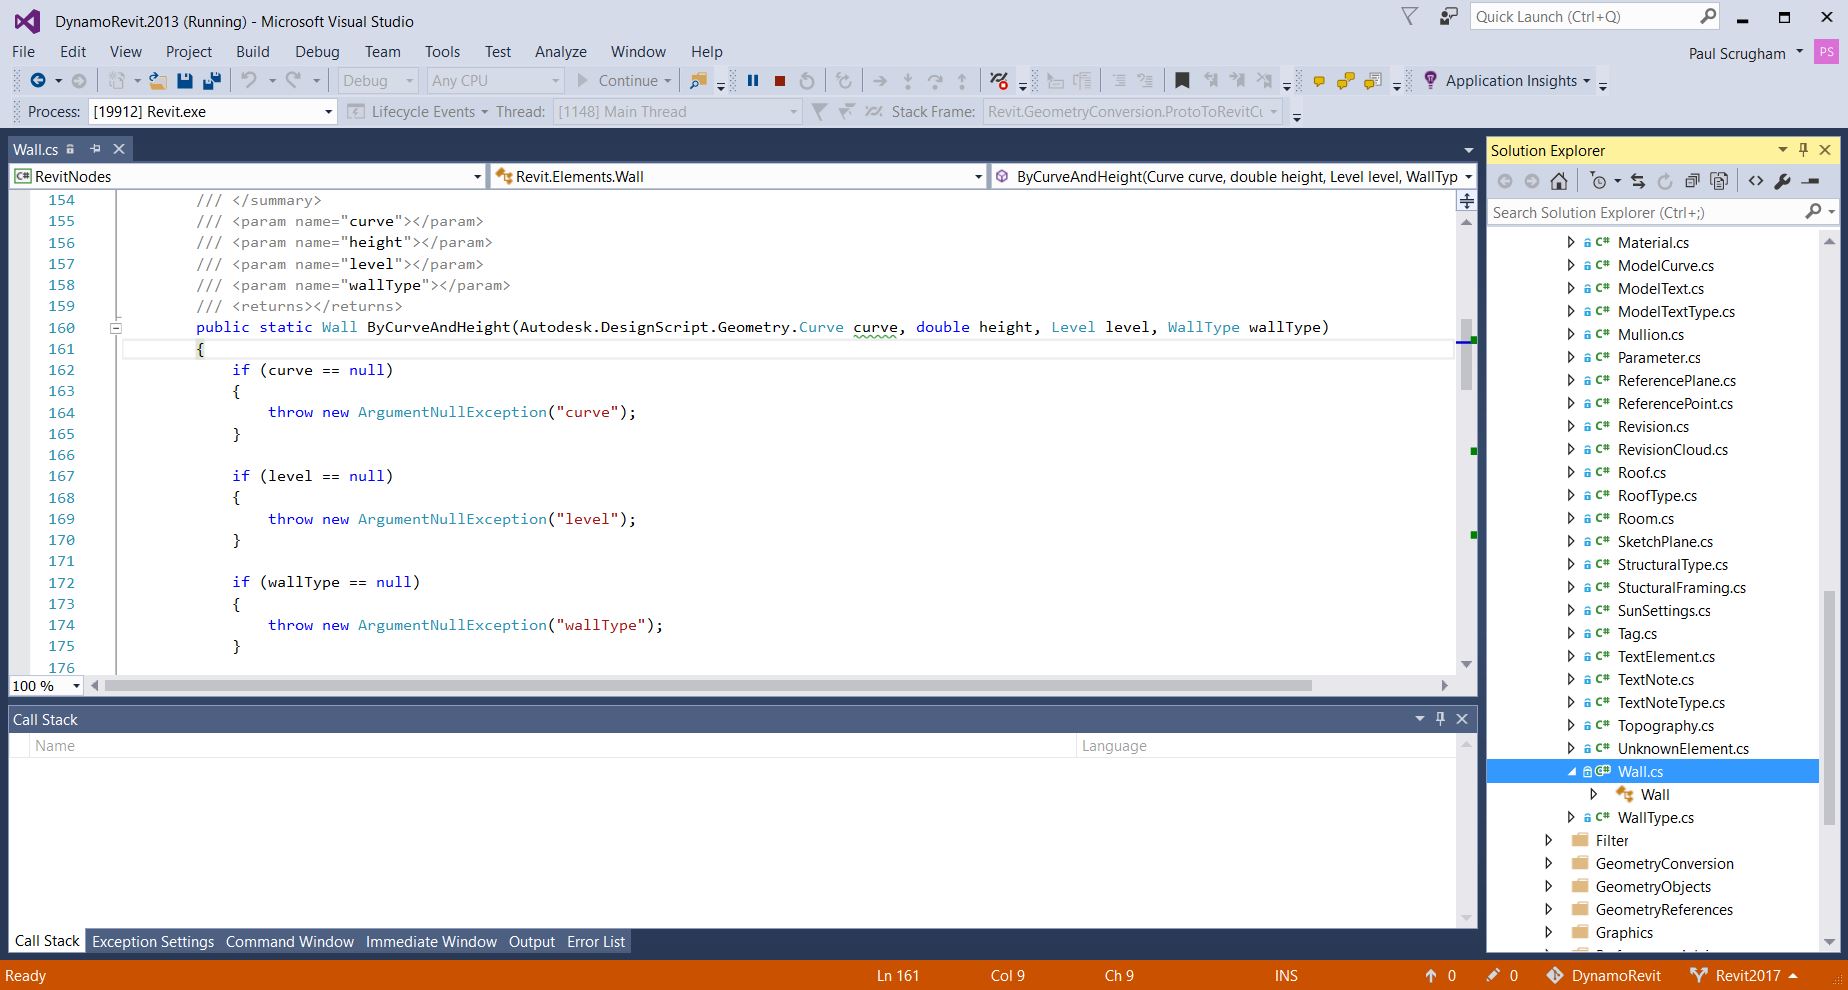 DynamoRevit.2013 (Running) - Microsoft Visual Studio
Quick Launch (Ctrl+Q)
File Edit View Project Build Debug Team Tools Test Analyze Window Help
Paul Scrugham PS
Debug Any CPU Continue Application Insights
Process: [19912] Revit.exe Lifecycle Events Thread: [1148] Main Thread Stack Frame: Revit.GeometryConversion.ProtoToRevitCu
Wall.cs
RevitNodes Revit.Elements.Wall ByCurveAndHeight(Curve curve, double height, Level level, WallTyp
154 /// </summary>
155 /// <param name="curve"></param>
156 /// <param name="height"></param>
157 /// <param name="level"></param>
158 /// <param name="wallType"></param>
159 /// <returns></returns>
160 public static Wall ByCurveAndHeight(Autodesk.DesignScript.Geometry.Curve curve, double height, Level level, WallType wallType)
161 {
162 if (curve == null)
163 {
164 throw new ArgumentNullException("curve");
165 }
166
167 if (level == null)
168 {
169 throw new ArgumentNullException("level");
170 }
171
172 if (wallType == null)
173 {
174 throw new ArgumentNullException("wallType");
175 }
176
100 %
Call Stack
Name Language
Call Stack Exception Settings Command Window Immediate Window Output Error List
Solution Explorer
Search Solution Explorer (Ctrl+;)
C# Material.cs
C# ModelCurve.cs
C# ModelText.cs
C# ModelTextType.cs
C# Mullion.cs
C# Parameter.cs
C# ReferencePlane.cs
C# ReferencePoint.cs
C# Revision.cs
C# RevisionCloud.cs
C# Roof.cs
C# RoofType.cs
C# Room.cs
C# SketchPlane.cs
C# StructuralType.cs
C# StucturalFraming.cs
C# SunSettings.cs
C# Tag.cs
C# TextElement.cs
C# TextNote.cs
C# TextNoteType.cs
C# Topography.cs
C# UnknownElement.cs
C# Wall.cs
Wall
C# WallType.cs
Filter
GeometryConversion
GeometryObjects
GeometryReferences
Graphics
Ready Ln 161 Col 9 Ch 9 INS 0 0 DynamoRevit Revit2017